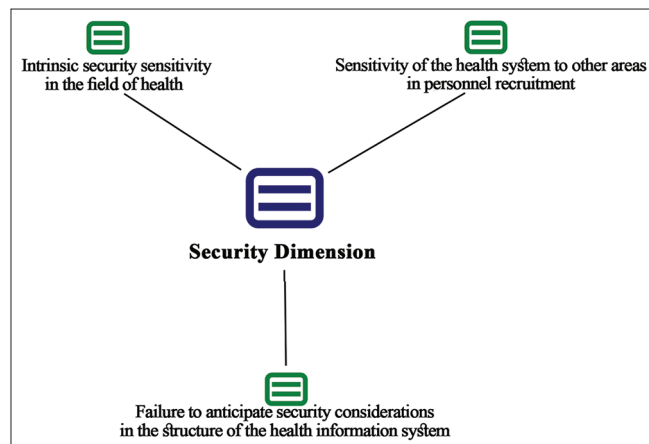 Intrinsic security sensitivity
in the field of health
Sensitivity of the health system to other areas
in personnel recruitment
Security Dimension
Failure to anticipate security considerations
in the structure of the health information system